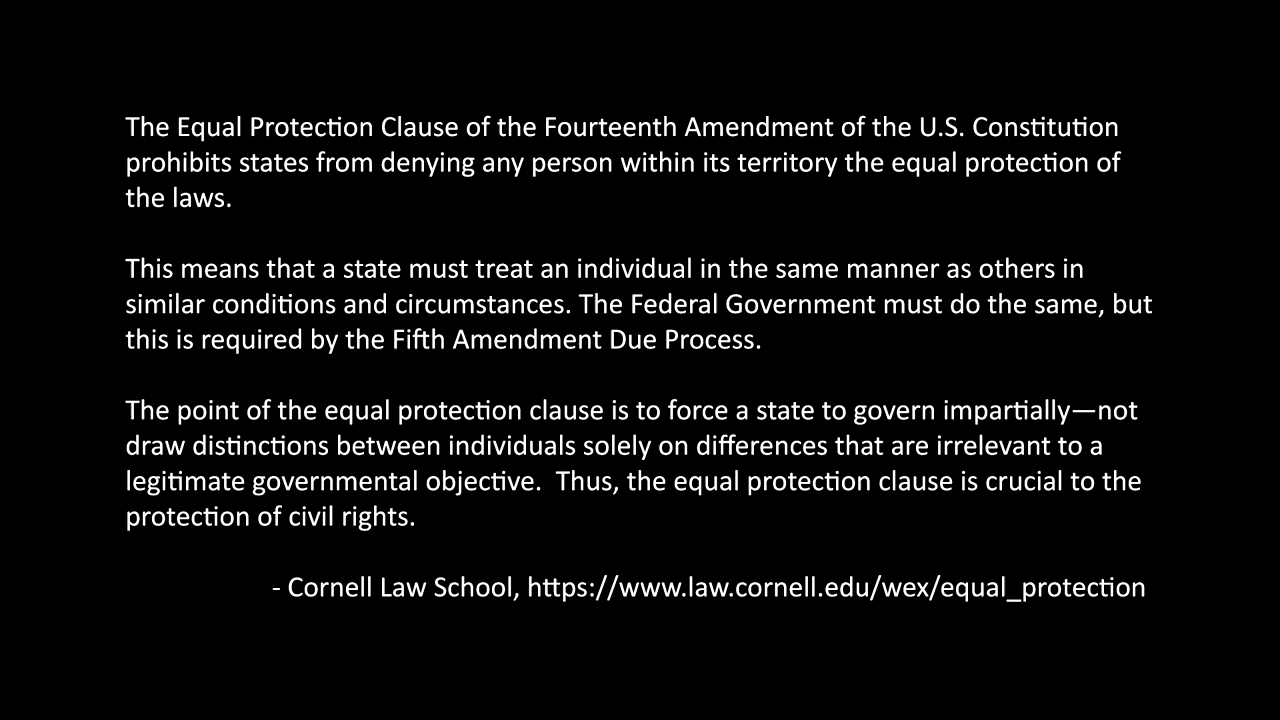 The Equal Protection Clause of the Fourteenth Amendment of the U.S. Constitution
prohibits states from denying any person within its territory the equal protection of
the laws.
This means that a state must treat an individual in the same manner as others in
similar conditions and circumstances. The Federal Government must do the same, but
this is required by the Fifth Amendment Due Process.
The point of the equal protection clause is to force a state to govern impartially—not
draw distinctions between individuals solely on differences that are irrelevant to a
legitimate governmental objective.  Thus, the equal protection clause is crucial to the
protection of civil rights.
- Cornell Law School, https://www.law.cornell.edu/wex/equal_protection